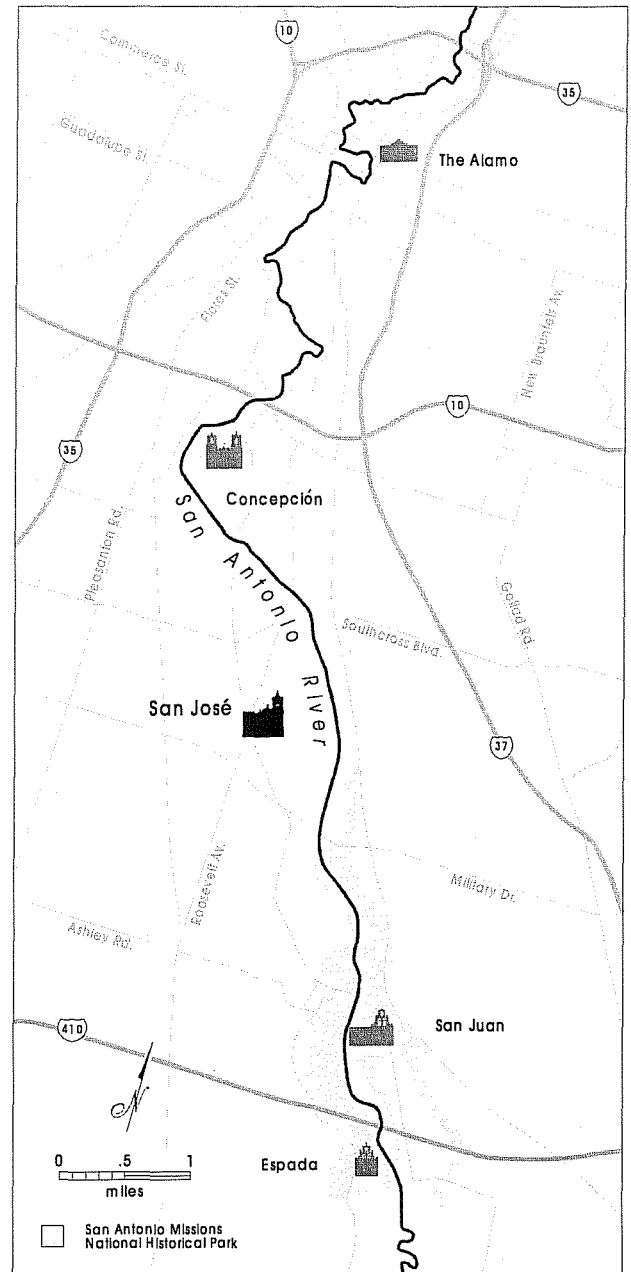 10
Commerce St.
35
Guadalupe St.
The Alamo
Flores St.
New Braunfels Av.
10
35
Concepción
San Antonio River
Pleasanton Rd.
Goliad Rd.
Southcross Blvd.
San José
37
Roosevelt Av.
Military Dr.
Ashley Rd.
San Juan
410
N
Espada
0 .5 1
miles
San Antonio Missions
National Historical Park